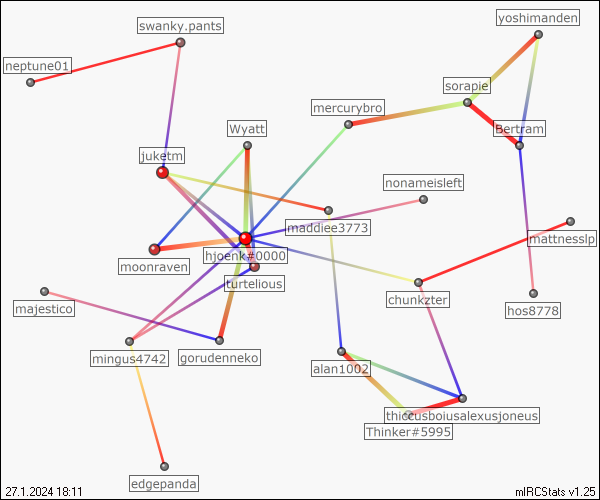 yoshimanden
swanky.pants
neptune01
sorapie
mercurybro
Wyatt
Bertram
juketm
nonameisleft
maddiee3773
mattnesslp
hjoenk#0000
moonraven
turtelious
chunkzter
majestico
hos8778
mingus4742
gorudenneko
alan1002
thiccusboiusalexusjoneus
Thinker#5995
edgepanda
27.1.2024 18:11
mIRCStats v1.25